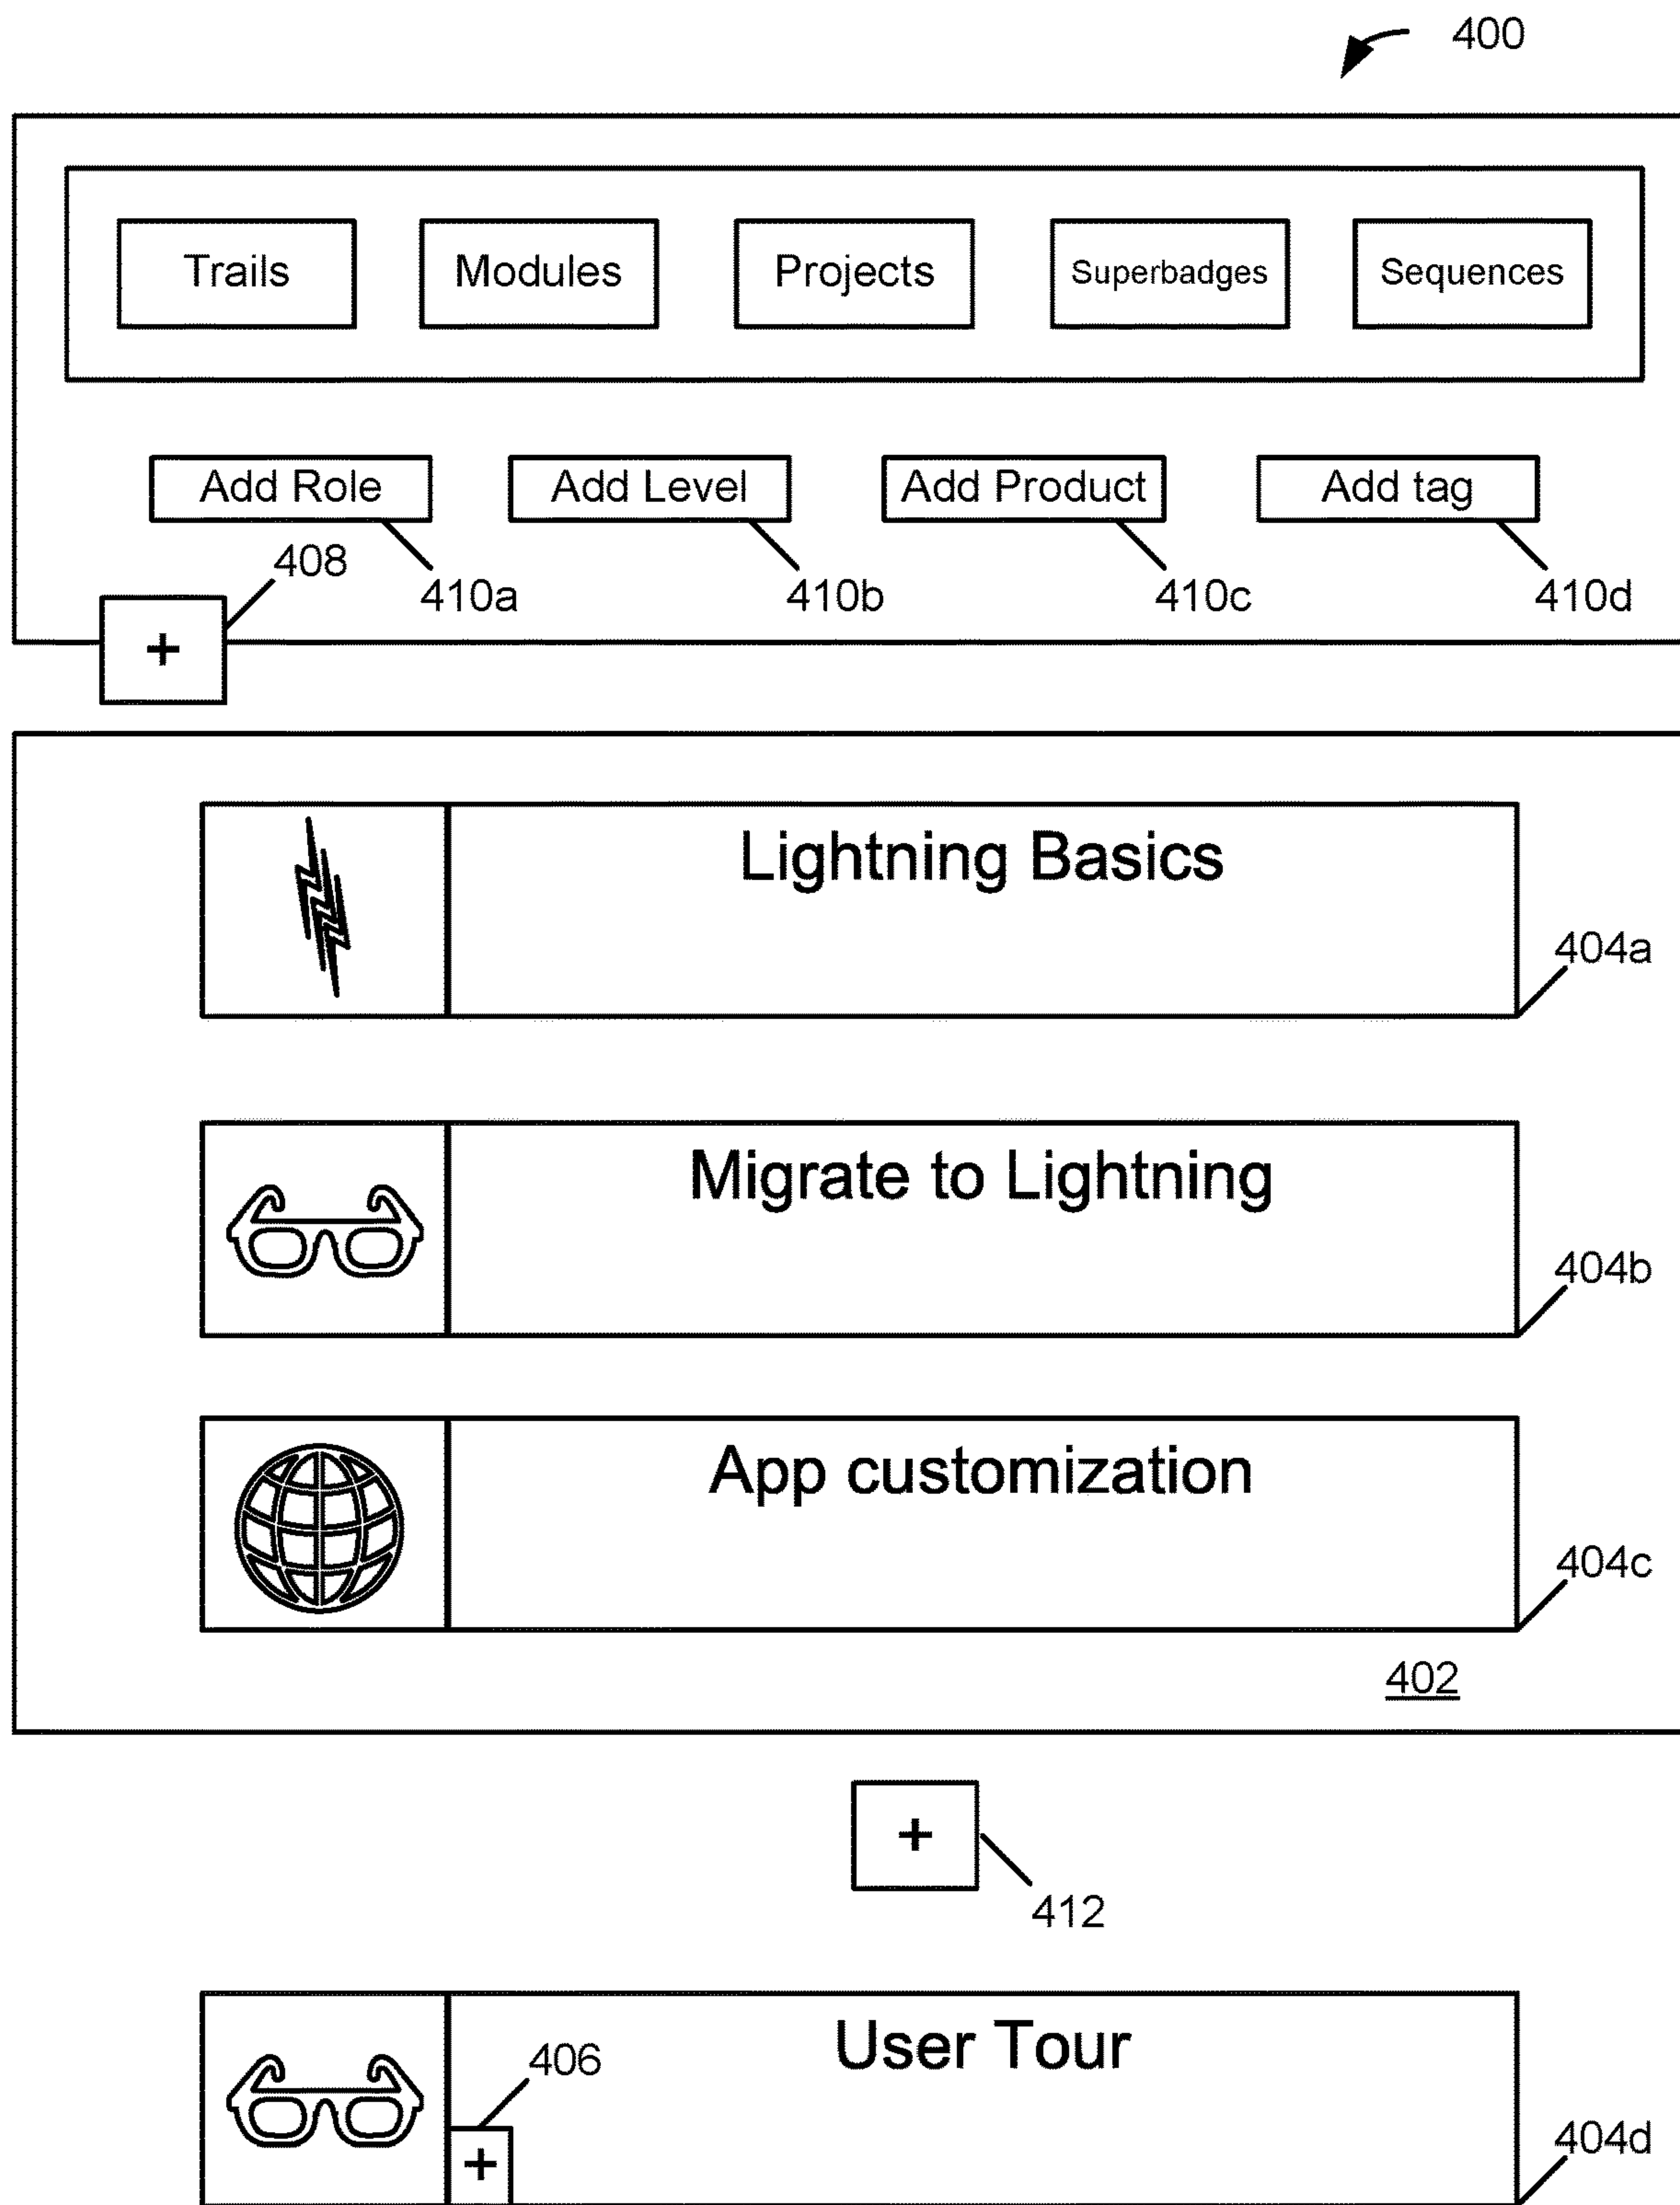 400
Trails Modules Projects Superbadges Sequences
Add Role Add Level Add Product Add tag
408
410a 410b 410c 410d
+
Lightning Basics
404a
Migrate to Lightning
404b
App customization
404c
402
+
412
User Tour
406
404d
+